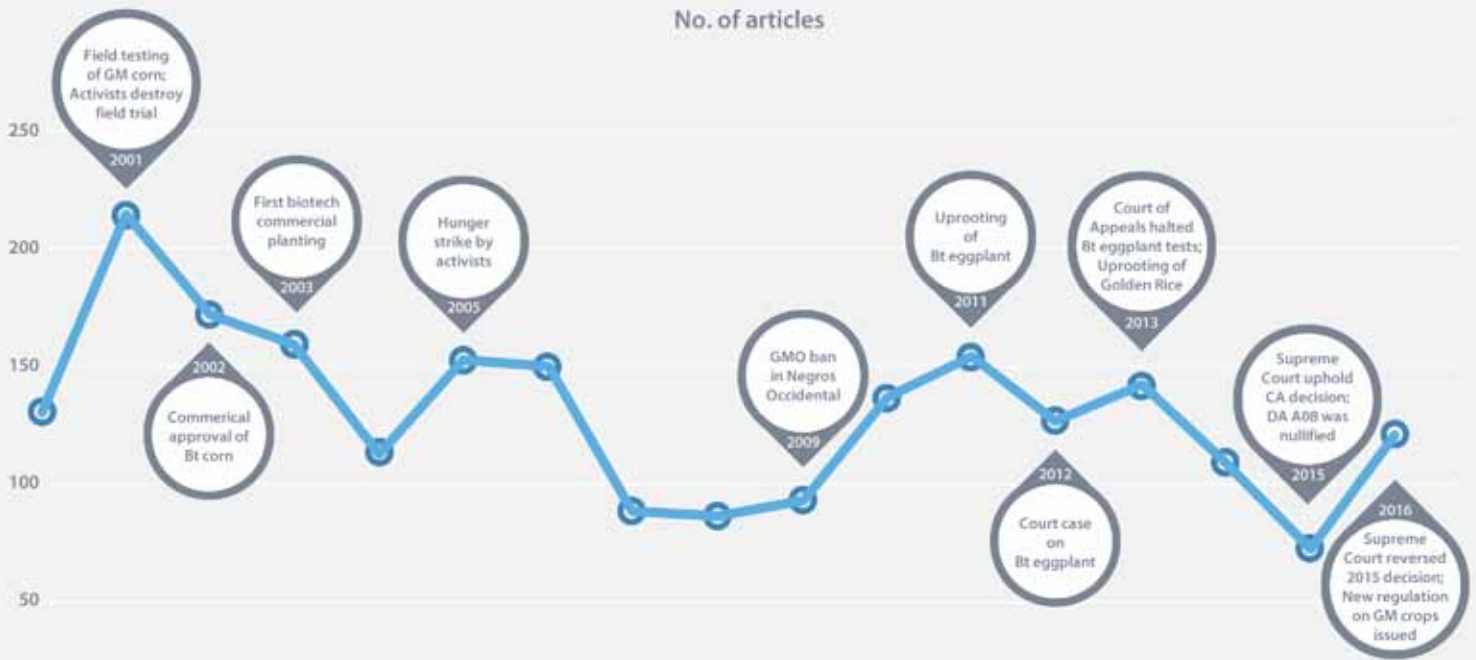 No. of articles
250
200
150
100
50
Field testing
of GM corn;
Activists destroy
field trial
2001
2002
Commerical
approval of
Bt corn
First biotech
commercial
planting
2003
Hunger
strike by
activists
2005
GMO ban
in Negros
Occidental
2009
Uprooting
of
Bt eggplant
2011
2012
Court case
on
Bt eggplant
Court of
Appeals halted
Bt eggplant tests;
Uprooting of
Golden Rice
2013
Supreme
Court uphold
CA decision;
DA A08 was
nullified
2015
2016
Supreme
Court reversed
2015 decision;
New regulation
on GM crops
issued